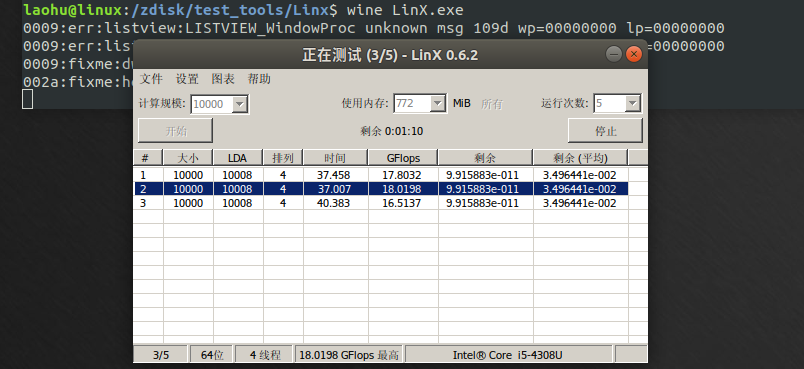 laohu@linux:/zdisk/test_tools/Linx$ wine LinX.exe
0009:err:listview:LISTVIEW_WindowProc unknown msg 109d wp=00000000 lp=00000000
0009:err:list =00000000
0009:fixme:dw
002a:fixme:he
正在测试 (3/5) - LinX 0.6.2
文件 设置 图表 帮助
计算规模: 10000 使用内存: 772 MiB 所有 运行次数: 5
开始 剩余 0:01:10 停止
# 大小 LDA 排列 时间 GFlops 剩余 剩余 (平均)
1 10000 10008 4 37.458 17.8032 9.915883e-011 3.496441e-002
2 10000 10008 4 37.007 18.0198 9.915883e-011 3.496441e-002
3 10000 10008 4 40.383 16.5137 9.915883e-011 3.496441e-002
3/5 64位 4 线程 18.0198 GFlops 最高 Intel® Core i5-4308U